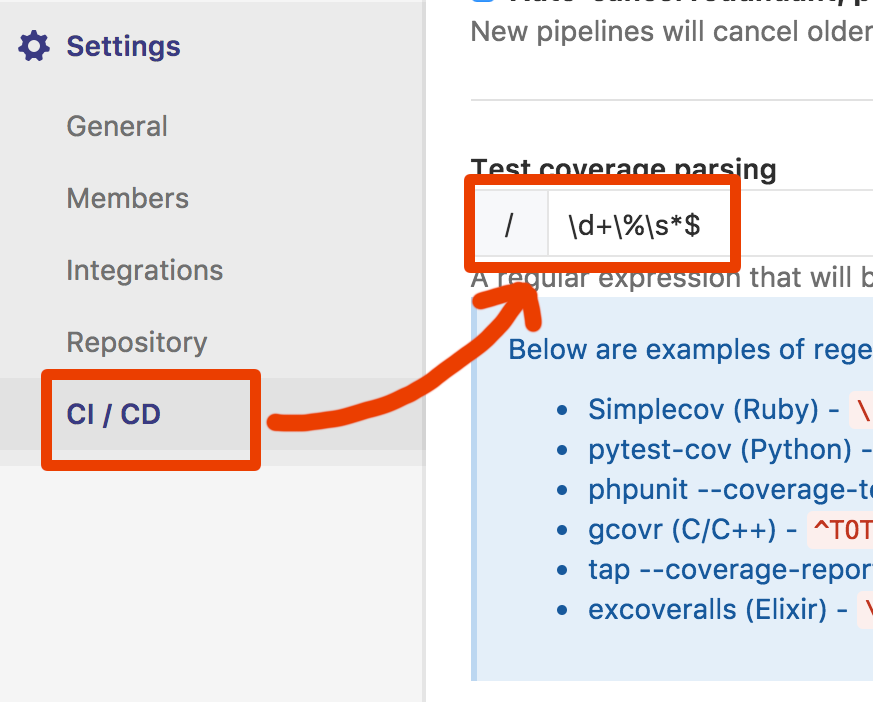 Settings
General
Members
Integrations
Repository
CI / CD
New pipelines will cancel older
Test coverage parsing
/ \d+\%\s*$
A regular expression that will b
Below are examples of rege
• Simplecov (Ruby) - \
• pytest-cov (Python) -
• phpunit --coverage-te
• gcovr (C/C++) - ^TOT
• tap --coverage-repor
• excoveralls (Elixir) - \